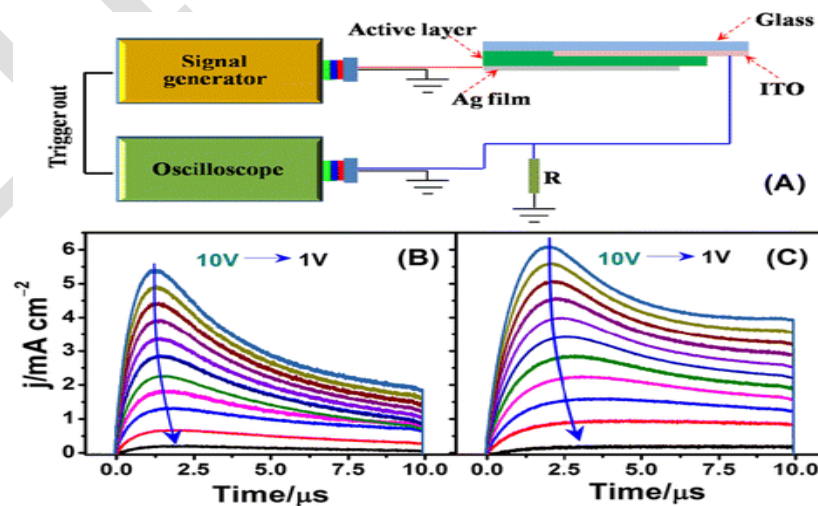 Active layer
Glass
Signal
generator
Ag film
ITO
Trigger out
Oscilloscope
R
(A)
j/mA cm⁻²
6
5
4
3
2
1
0
10V → 1V
(B)
0.0 2.5 5.0 7.5 10.0
Time/μs
10V → 1V
(C)
0.0 2.5 5.0 7.5 10.0
Time/μs